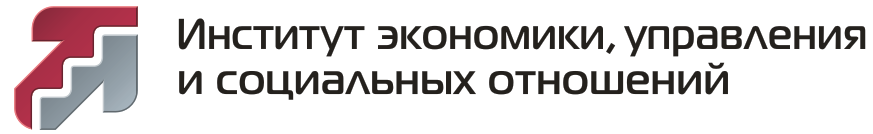 Институт экономики, управления
и социальных отношений